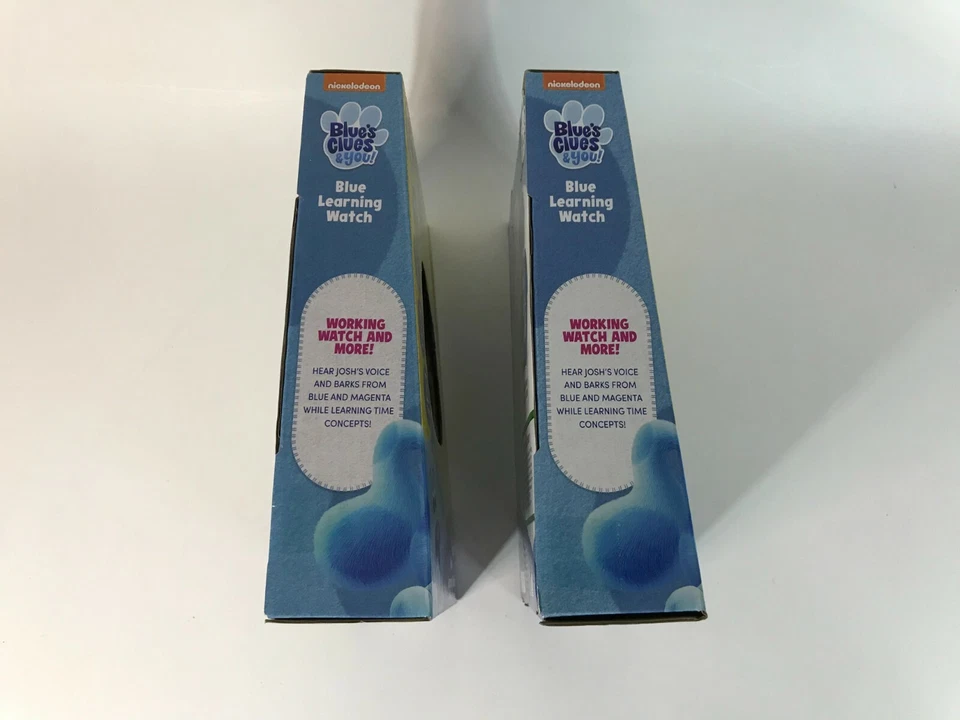 nickelodeon
Blue's
Clues
& you!
Blue
Learning
Watch
WORKING
WATCH AND
MORE!
HEAR JOSH'S VOICE
AND BARKS FROM
BLUE AND MAGENTA
WHILE LEARNING TIME
CONCEPTS!
nickelodeon
Blue's
Clues
& you!
Blue
Learning
Watch
WORKING
WATCH AND
MORE!
HEAR JOSH'S VOICE
AND BARKS FROM
BLUE AND MAGENTA
WHILE LEARNING TIME
CONCEPTS!